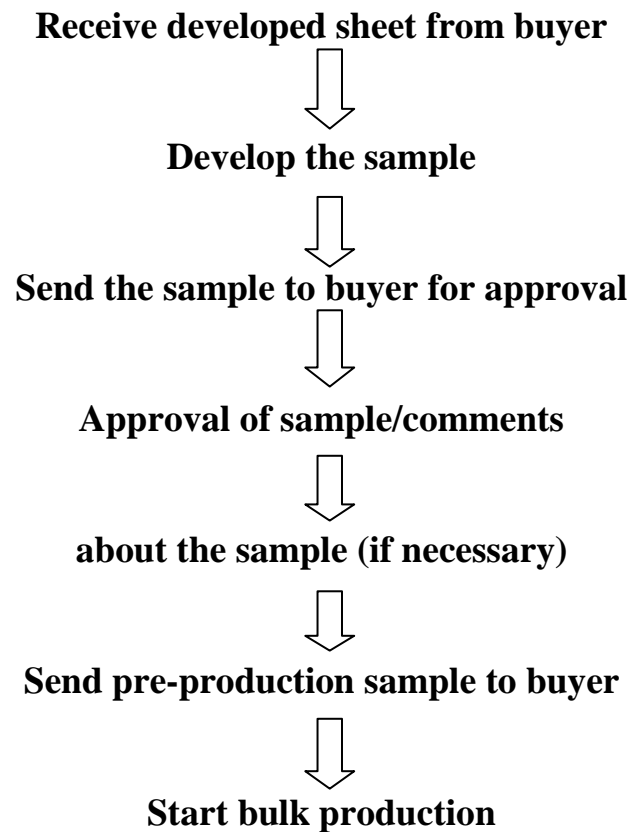 Receive developed sheet from buyer
Develop the sample
Send the sample to buyer for approval
Approval of sample/comments
about the sample (if necessary)
Send pre-production sample to buyer
Start bulk production